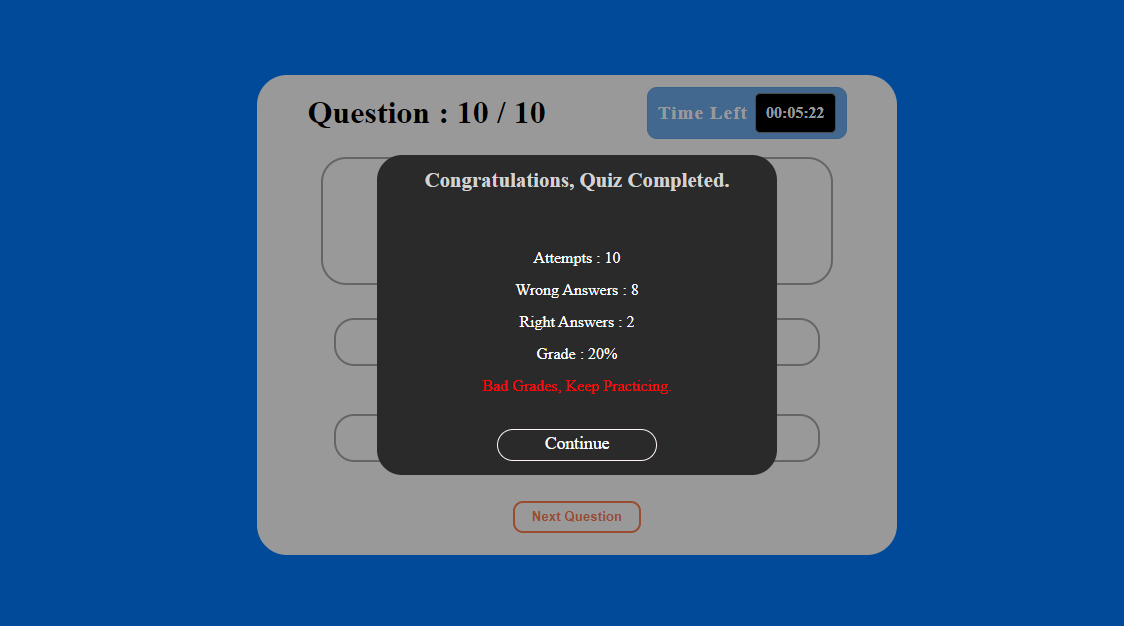 Question : 10 / 10
Time Left 00:05:22
Congratulations, Quiz Completed.
Attempts : 10
Wrong Answers : 8
Right Answers : 2
Grade : 20%
Bad Grades, Keep Practicing.
Continue
Next Question